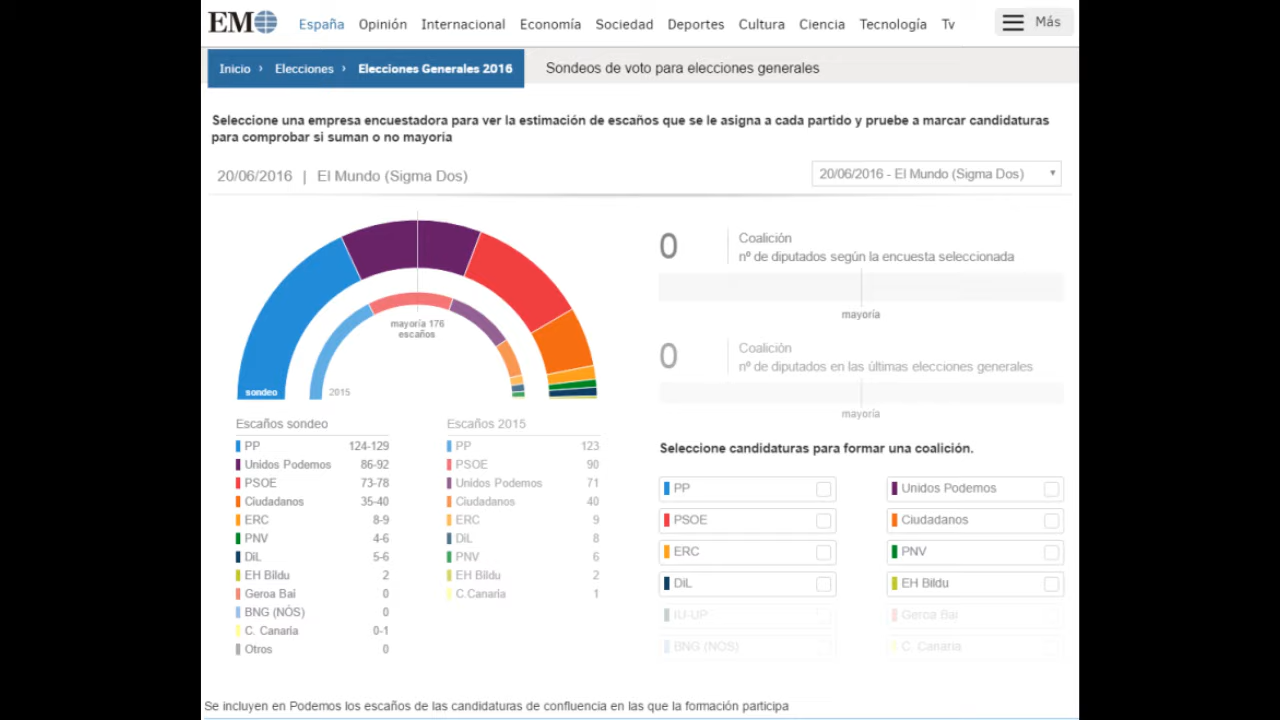 EM
España Opinión Internacional Economía Sociedad Deportes Cultura Ciencia Tecnología Tv Más
Inicio › Elecciones › Elecciones Generales 2016
Sondeos de voto para elecciones generales
Seleccione una empresa encuestadora para ver la estimación de escaños que se le asigna a cada partido y pruebe a marcar candidaturas
para comprobar si suman o no mayoría
20/06/2016 | El Mundo (Sigma Dos)
20/06/2016 - El Mundo (Sigma Dos)
mayoría 176
escaños
sondeo
2015
Escaños sondeo
PP 124-129
Unidos Podemos 86-92
PSOE 73-78
Ciudadanos 35-40
ERC 8-9
PNV 4-6
DiL 5-6
EH Bildu 2
Geroa Bai 0
BNG (NÓS) 0
C. Canaria 0-1
Otros 0
Escaños 2015
PP 123
PSOE 90
Unidos Podemos 71
Ciudadanos 40
ERC 9
DiL 8
PNV 6
EH Bildu 2
C.Canaria 1
0
Coalición
nº de diputados según la encuesta seleccionada
mayoría
0
Coalición
nº de diputados en las últimas elecciones generales
mayoría
Seleccione candidaturas para formar una coalición.
PP
Unidos Podemos
PSOE
Ciudadanos
ERC
PNV
DiL
EH Bildu
IU-UP
Geroa Bai
BNG (NOS)
C. Canaria
Se incluyen en Podemos los escaños de las candidaturas de confluencia en las que la formación participa